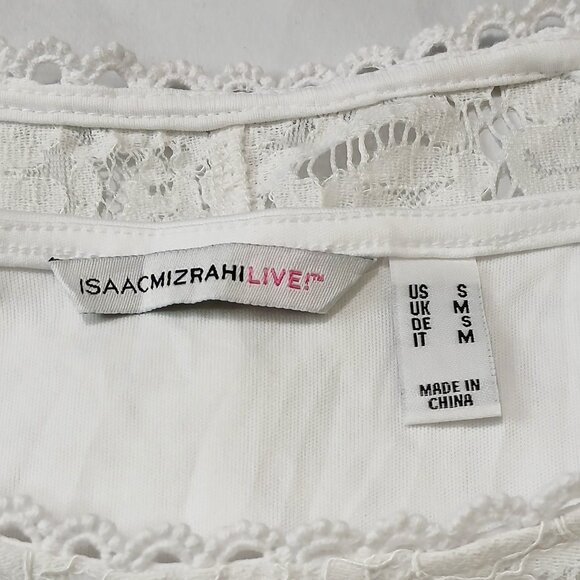 ISAACMIZRAHILIVE!™
US S
UK M
DE S
IT M
MADE IN
CHINA